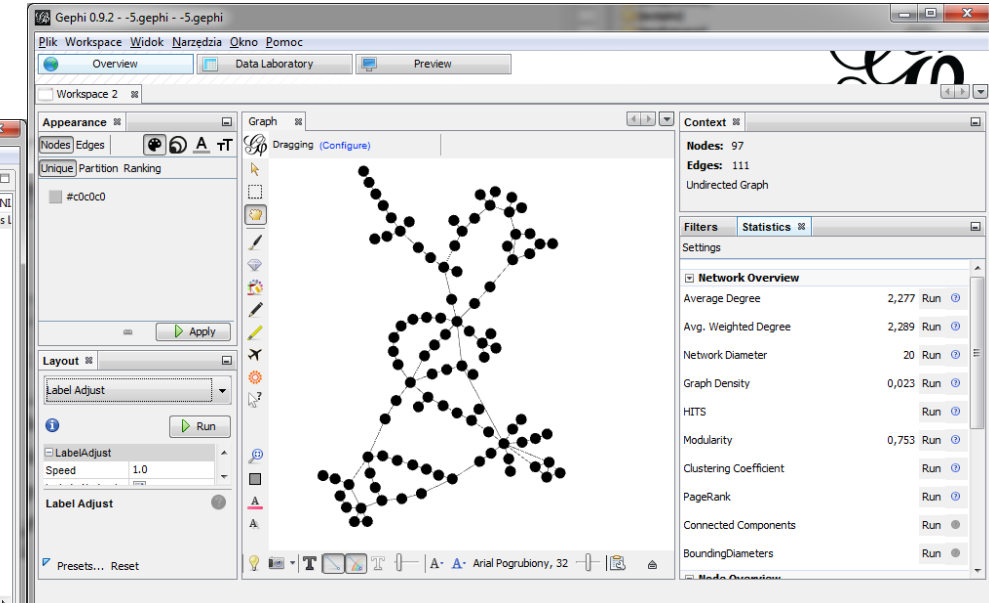 Gephi 0.9.2 - -5.gephi - -5.gephi
Plik Workspace Widok Narzędzia Okno Pomoc
Overview Data Laboratory Preview
Workspace 2
Appearance
Nodes Edges
Unique Partition Ranking
#c0c0c0
Apply
Layout
Label Adjust
Run
LabelAdjust
Speed 1.0
Label Adjust
Presets... Reset
Graph
Dragging (Configure)
Arial Pogrubiony, 32
Context
Nodes: 97
Edges: 111
Undirected Graph
Filters Statistics
Settings
Network Overview
Average Degree 2,277 Run
Avg. Weighted Degree 2,289 Run
Network Diameter 20 Run
Graph Density 0,023 Run
HITS Run
Modularity 0,753 Run
Clustering Coefficient Run
PageRank Run
Connected Components Run
BoundingDiameters Run
Node Overview
NI
s L